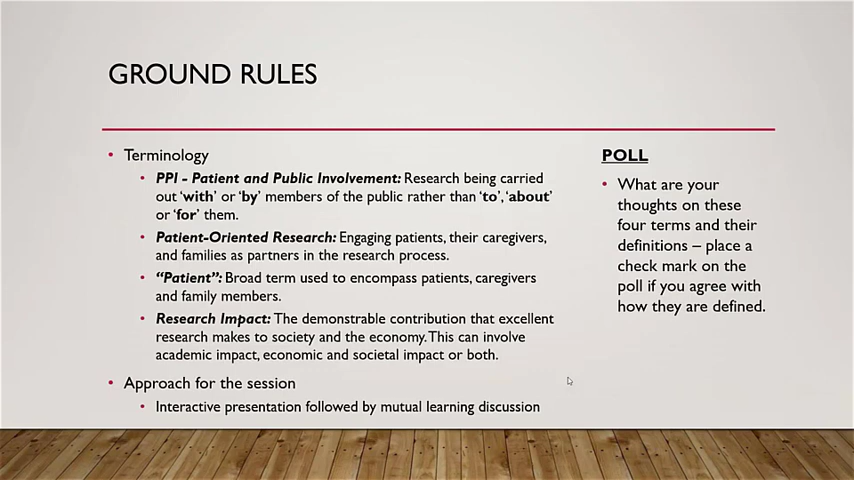 GROUND RULES
• Terminology
• PPI - Patient and Public Involvement: Research being carried
out ‘with’ or ‘by’ members of the public rather than ‘to’, ‘about’
or ‘for’ them.
• Patient-Oriented Research: Engaging patients, their caregivers,
and families as partners in the research process.
• “Patient”: Broad term used to encompass patients, caregivers
and family members.
• Research Impact: The demonstrable contribution that excellent
research makes to society and the economy. This can involve
academic impact, economic and societal impact or both.
• Approach for the session
• Interactive presentation followed by mutual learning discussion
POLL
• What are your
thoughts on these
four terms and their
definitions – place a
check mark on the
poll if you agree with
how they are defined.